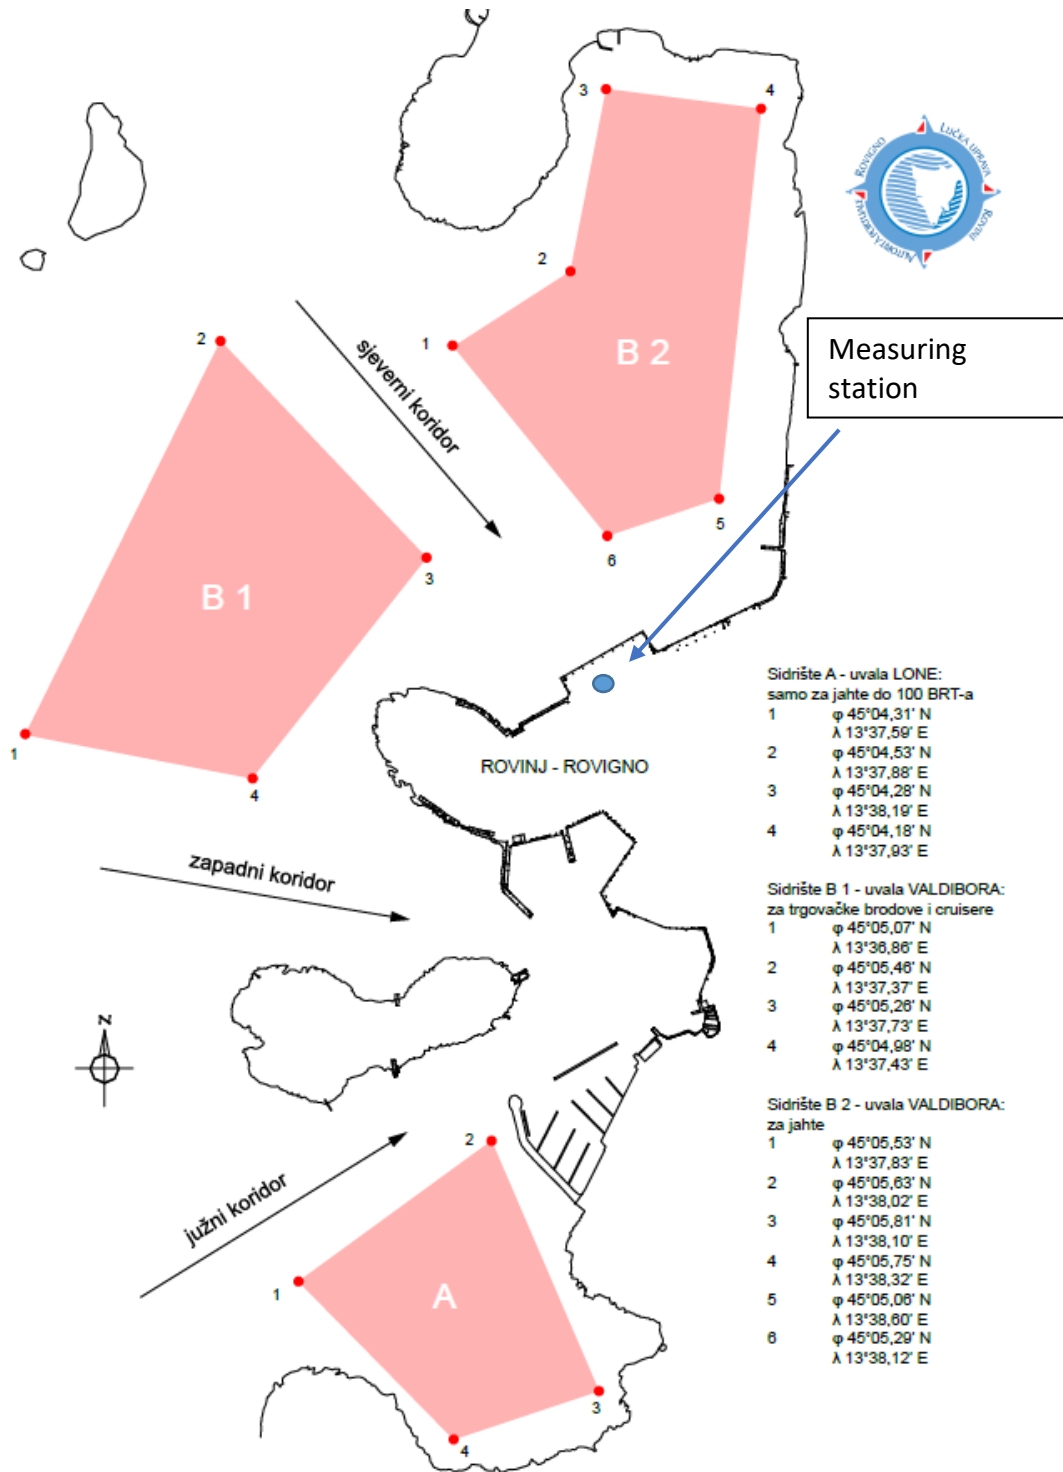 3
4
2
1
B 2
5
6
sjeverni koridor
2
3
B 1
1
4
LUČKA UPRAVA
ROVINJ
AUTORITÀ PORTUALE
ROVIGNO
Measuring
station
ROVINJ - ROVIGNO
zapadni koridor
N
južni koridor
2
1
A
3
4
Sidrište A - uvala LONE:
samo za jahte do 100 BRT-a
1 φ 45°04,31' N
λ 13°37,59' E
2 φ 45°04,53' N
λ 13°37,88' E
3 φ 45°04,28' N
λ 13°38,19' E
4 φ 45°04,18' N
λ 13°37,93' E
Sidrište B 1 - uvala VALDIBORA:
za trgovačke brodove i cruisere
1 φ 45°05,07' N
λ 13°36,86' E
2 φ 45°05,46' N
λ 13°37,37' E
3 φ 45°05,26' N
λ 13°37,73' E
4 φ 45°04,98' N
λ 13°37,43' E
Sidrište B 2 - uvala VALDIBORA:
za jahte
1 φ 45°05,53' N
λ 13°37,83' E
2 φ 45°05,63' N
λ 13°38,02' E
3 φ 45°05,81' N
λ 13°38,10' E
4 φ 45°05,75' N
λ 13°38,32' E
5 φ 45°05,06' N
λ 13°38,60' E
6 φ 45°05,29' N
λ 13°38,12' E